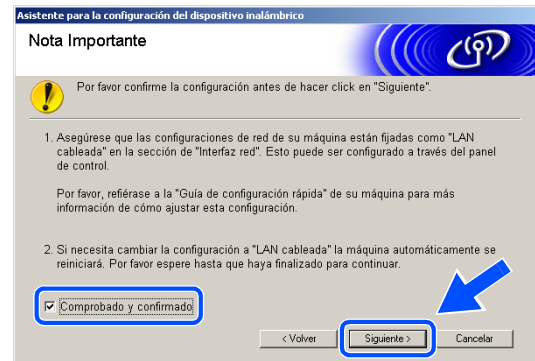 Asistente para la configuración del dispositivo inalámbrico
Nota Importante
Por favor confirme la configuración antes de hacer click en "Siguiente".
1. Asegúrese que las configuraciones de red de su máquina están fijadas como "LAN
cableada" en la sección de "Interfaz red". Esto puede ser configurado a través del panel
de control.
Por favor, refiérase a la "Guía de configuración rápida" de su máquina para más
información de cómo ajustar esta configuración.
2. Si necesita cambiar la configuración a "LAN cableada" la máquina automáticamente se
reiniciará. Por favor espere hasta que haya finalizado para continuar.
Comprobado y confirmado
< Volver
Siguiente >
Cancelar